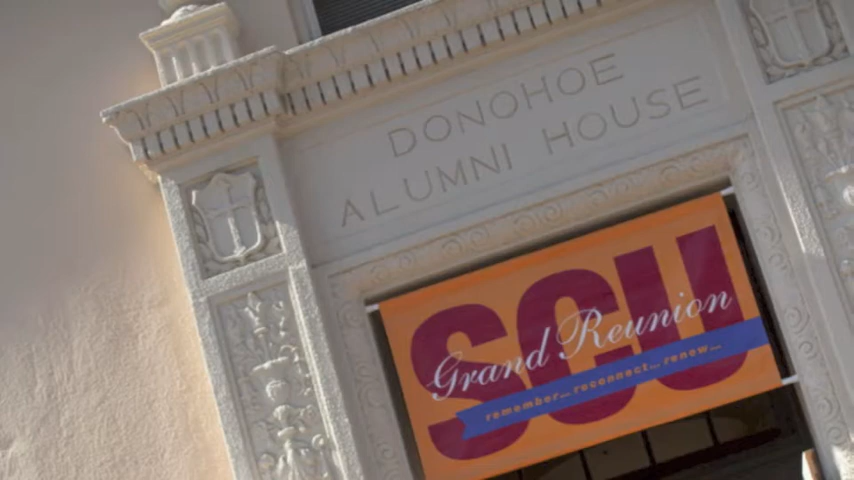 DONOHOE
ALUMNI HOUSE
SCU
Grand Reunion
remember... reconnect... renew...